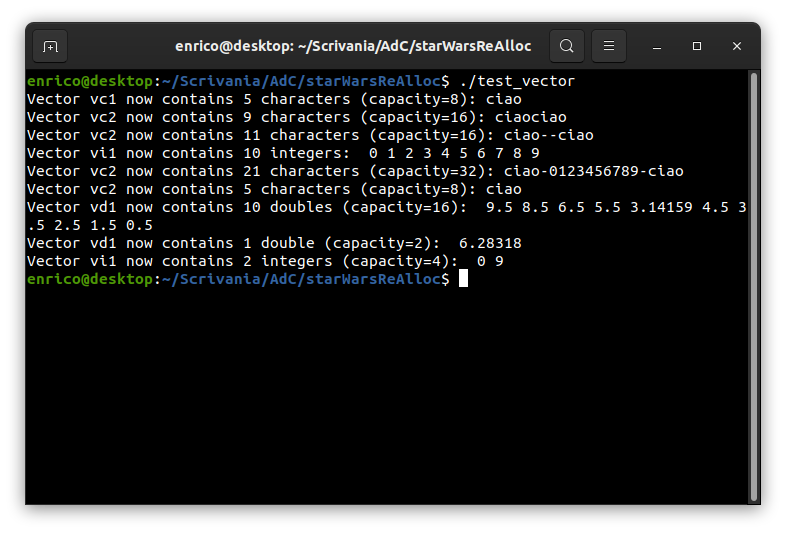 enrico@desktop: ~/Scrivania/AdC/starWarsReAlloc
enrico@desktop:~/Scrivania/AdC/starWarsReAlloc$ ./test_vector
Vector vc1 now contains 5 characters (capacity=8): ciao
Vector vc2 now contains 9 characters (capacity=16): ciaociao
Vector vc2 now contains 11 characters (capacity=16): ciao--ciao
Vector vi1 now contains 10 integers:  0 1 2 3 4 5 6 7 8 9
Vector vc2 now contains 21 characters (capacity=32): ciao-0123456789-ciao
Vector vc2 now contains 5 characters (capacity=8): ciao
Vector vd1 now contains 10 doubles (capacity=16):  9.5 8.5 6.5 5.5 3.14159 4.5 3
.5 2.5 1.5 0.5
Vector vd1 now contains 1 double (capacity=2):  6.28318
Vector vi1 now contains 2 integers (capacity=4):  0 9
enrico@desktop:~/Scrivania/AdC/starWarsReAlloc$